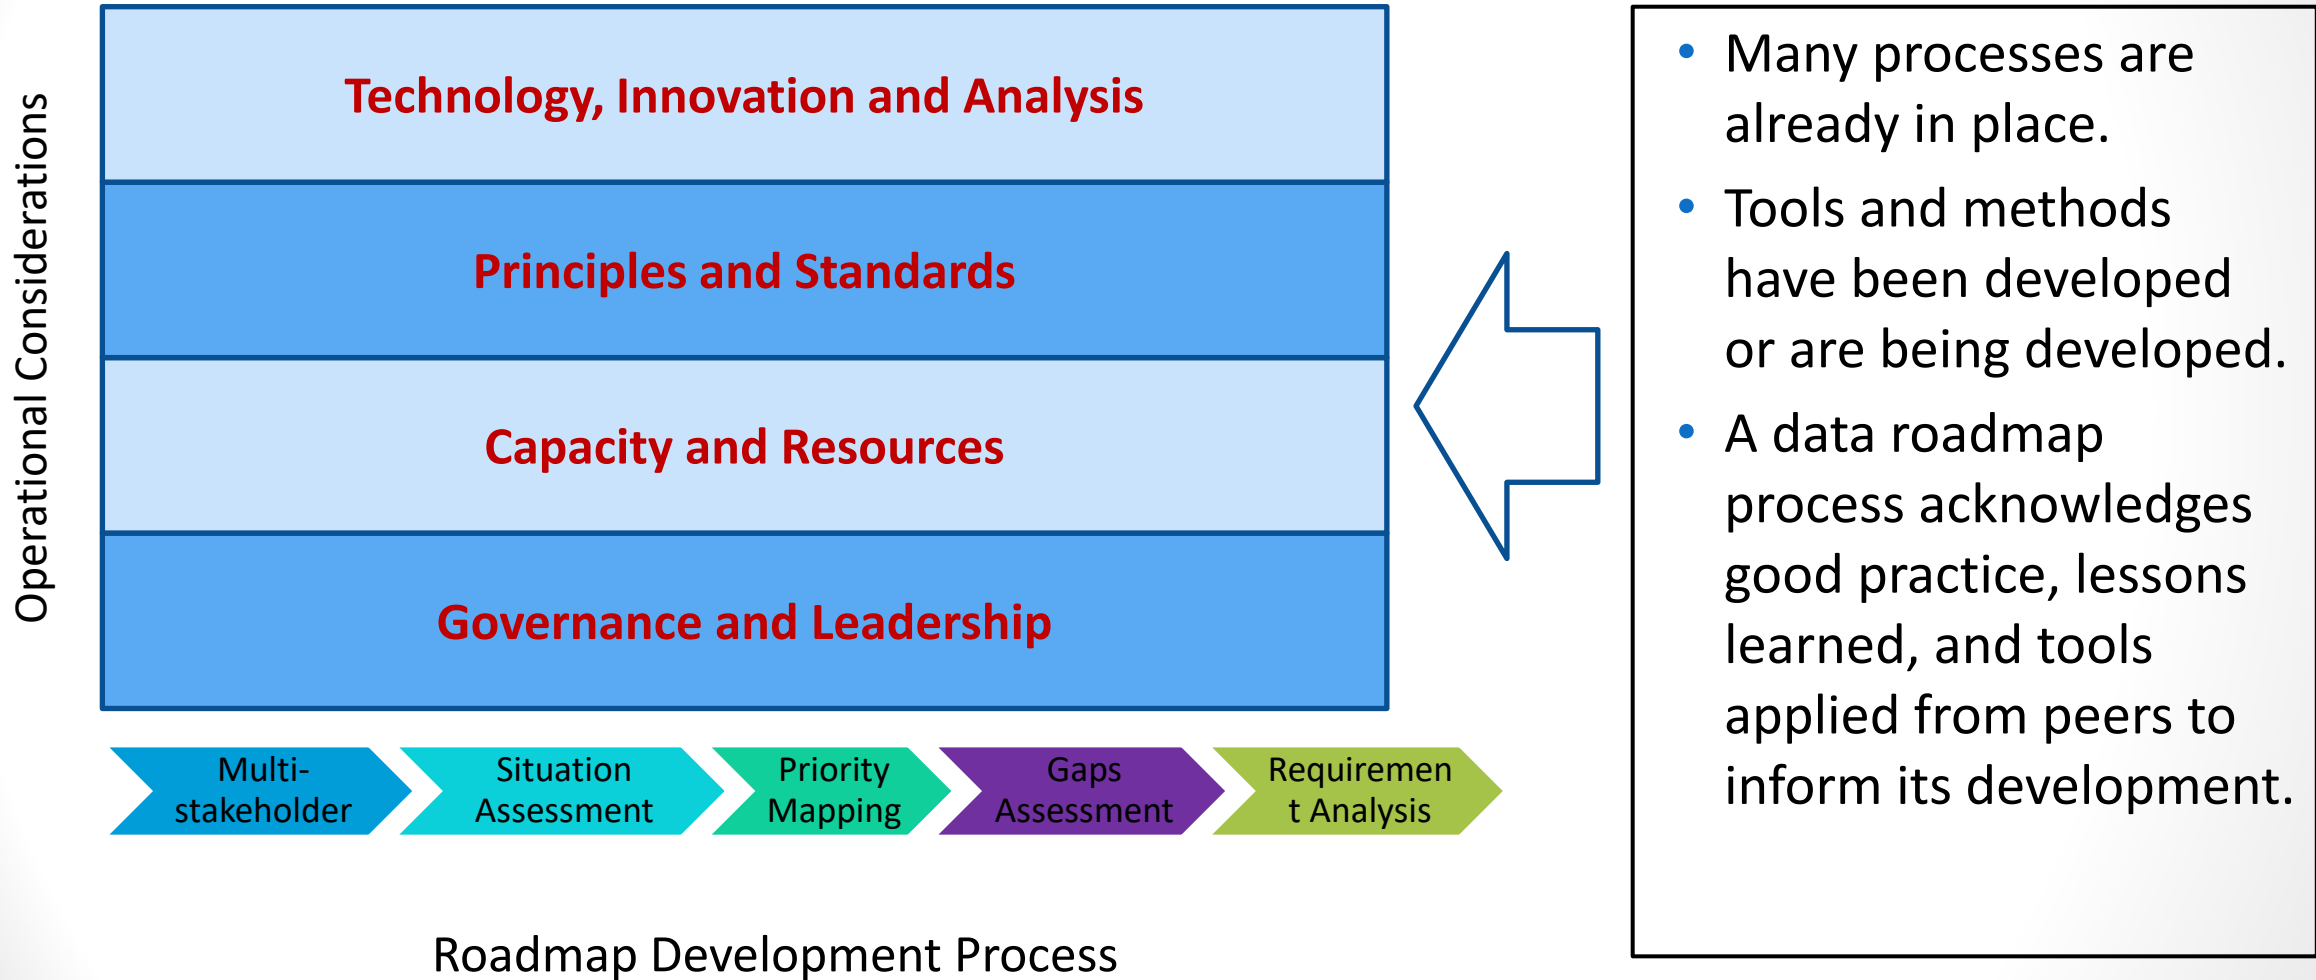 Operational Considerations
Technology, Innovation and Analysis
Principles and Standards
Capacity and Resources
Governance and Leadership
Multi-
stakeholder
Situation
Assessment
Priority
Mapping
Gaps
Assessment
Requiremen
t Analysis
Roadmap Development Process
• Many processes are
already in place.
• Tools and methods
have been developed
or are being developed.
• A data roadmap
process acknowledges
good practice, lessons
learned, and tools
applied from peers to
inform its development.